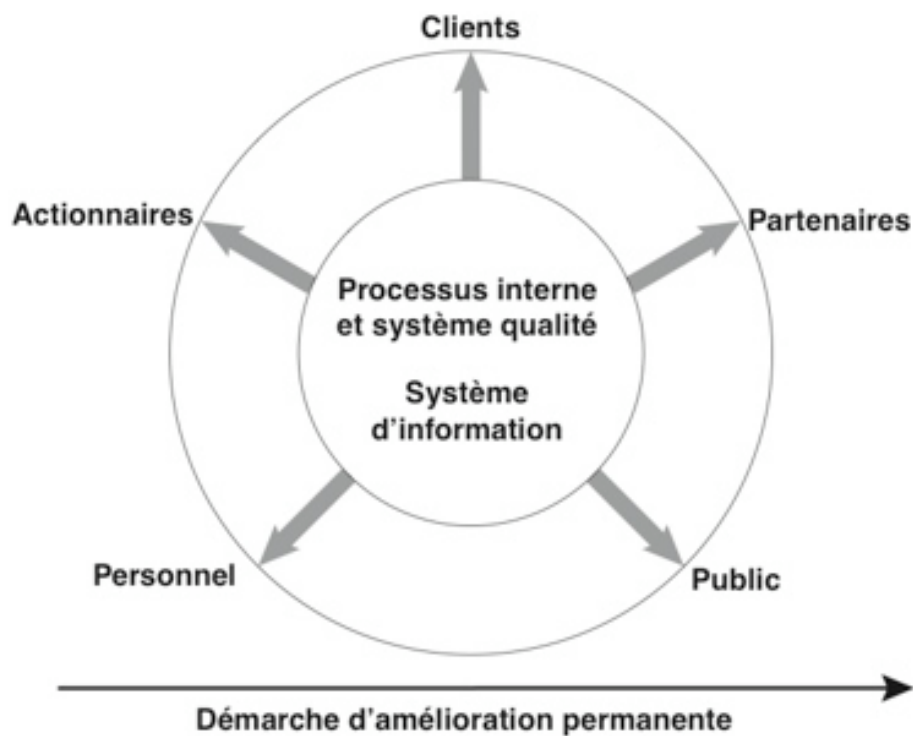 Clients
Actionnaires
Partenaires
Processus interne
et système qualité
Système
d'information
Personnel
Public
Démarche d'amélioration permanente